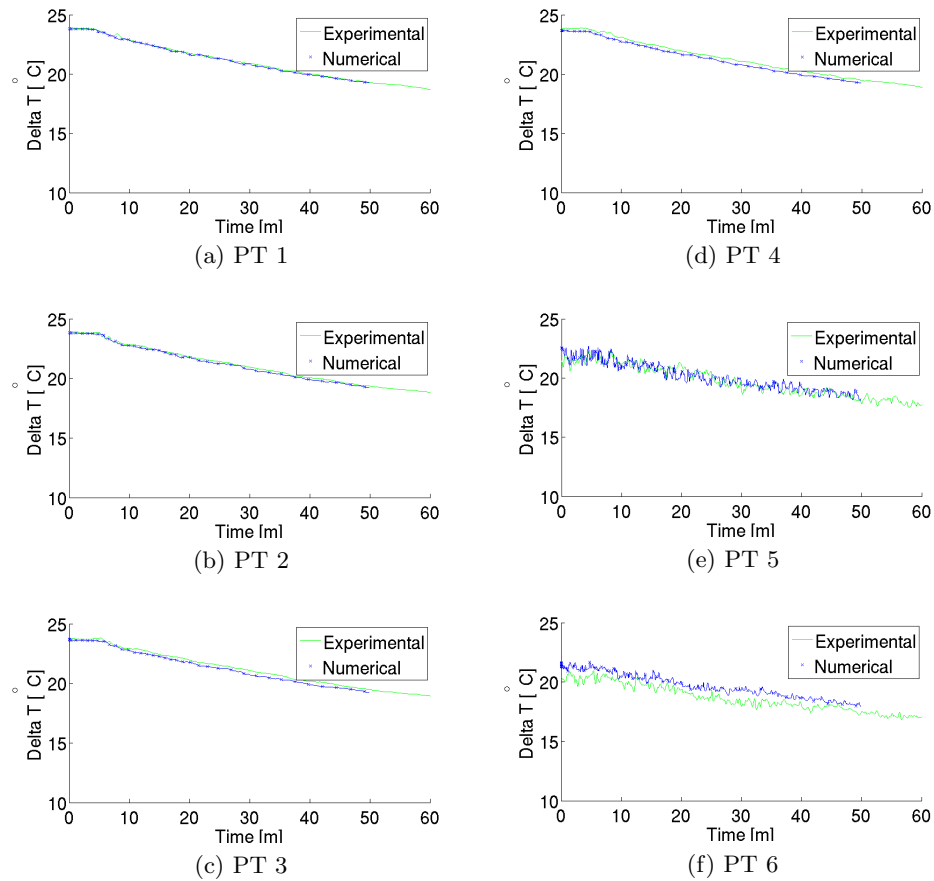 25
20
15
10
Delta T [ °C]
0 10 20 30 40 50 60
Time [m]
Experimental
Numerical
(a) PT 1
25
20
15
10
Delta T [ °C]
0 10 20 30 40 50 60
Time [m]
Experimental
Numerical
(b) PT 2
25
20
15
10
Delta T [ °C]
0 10 20 30 40 50 60
Time [m]
Experimental
Numerical
(c) PT 3
25
20
15
10
Delta T [ °C]
0 10 20 30 40 50 60
Time [m]
Experimental
Numerical
(d) PT 4
25
20
15
10
Delta T [ °C]
0 10 20 30 40 50 60
Time [m]
Experimental
Numerical
(e) PT 5
25
20
15
10
Delta T [ °C]
0 10 20 30 40 50 60
Time [m]
Experimental
Numerical
(f) PT 6